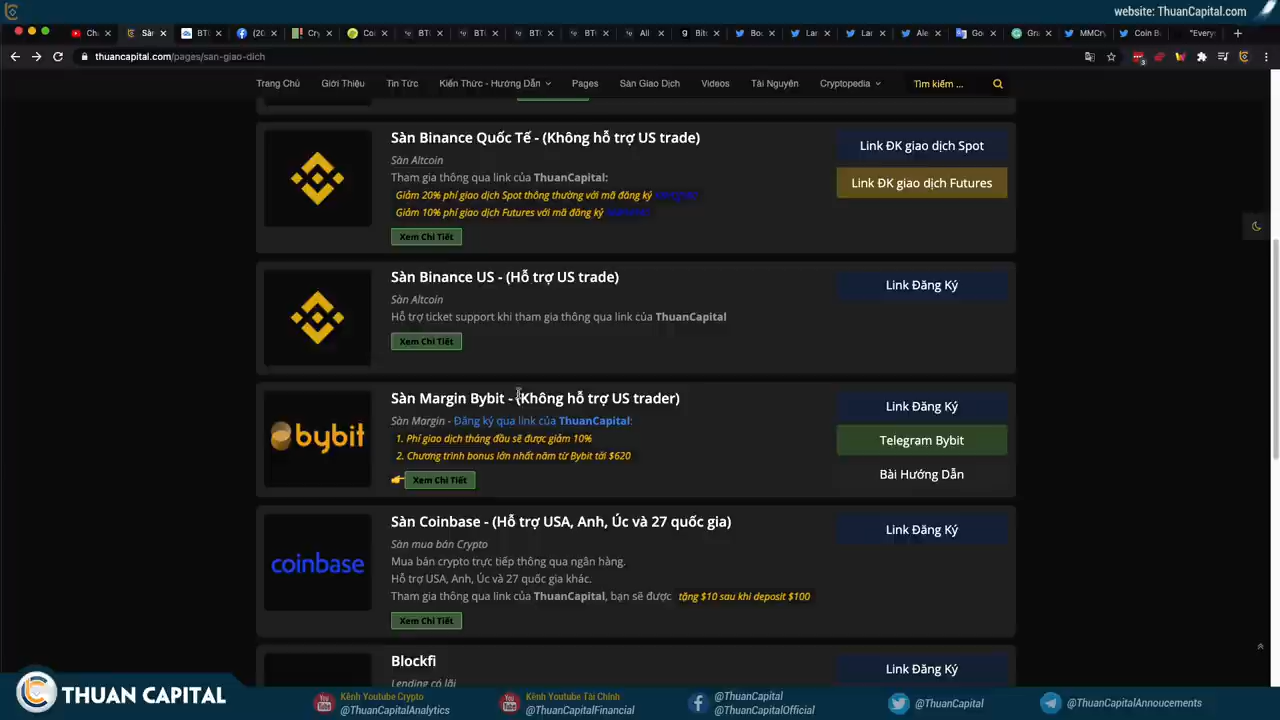 website: ThuanCapital.com
thuancapital.com/pages/san-giao-dich
Trang Chủ Giới Thiệu Tin Tức Kiến Thức - Hướng Dẫn Pages Sàn Giao Dịch Videos Tài Nguyên Cryptopedia Tìm kiếm ...
Sàn Binance Quốc Tế - (Không hỗ trợ US trade)
Sàn Altcoin
Tham gia thông qua link của ThuanCapital:
Giảm 20% phí giao dịch Spot thông thường với mã đăng ký
Giảm 10% phí giao dịch Futures với mã đăng ký
Xem Chi Tiết
Link ĐK giao dịch Spot
Link ĐK giao dịch Futures
Sàn Binance US - (Hỗ trợ US trade)
Sàn Altcoin
Hỗ trợ ticket support khi tham gia thông qua link của ThuanCapital
Xem Chi Tiết
Link Đăng Ký
bybit
Sàn Margin Bybit - (Không hỗ trợ US trader)
Sàn Margin - Đăng ký qua link của ThuanCapital:
1. Phí giao dịch tháng đầu sẽ được giảm 10%
2. Chương trình bonus lớn nhất năm từ Bybit tới $620
Xem Chi Tiết
Link Đăng Ký
Telegram Bybit
Bài Hướng Dẫn
coinbase
Sàn Coinbase - (Hỗ trợ USA, Anh, Úc và 27 quốc gia)
Sàn mua bán Crypto
Mua bán crypto trực tiếp thông qua ngân hàng.
Hỗ trợ USA, Anh, Úc và 27 quốc gia khác.
Tham gia thông qua link của ThuanCapital, bạn sẽ được tặng $10 sau khi deposit $100
Xem Chi Tiết
Link Đăng Ký
Blockfi
Lending có lãi
Link Đăng Ký
THUAN CAPITAL
Kênh Youtube Crypto
@ThuanCapitalAnalytics
Kênh Youtube Tài Chính
@ThuanCapitalFinancial
@ThuanCapital
@ThuanCapitalOfficial
@ThuanCapital
@ThuanCapitalAnnoucements